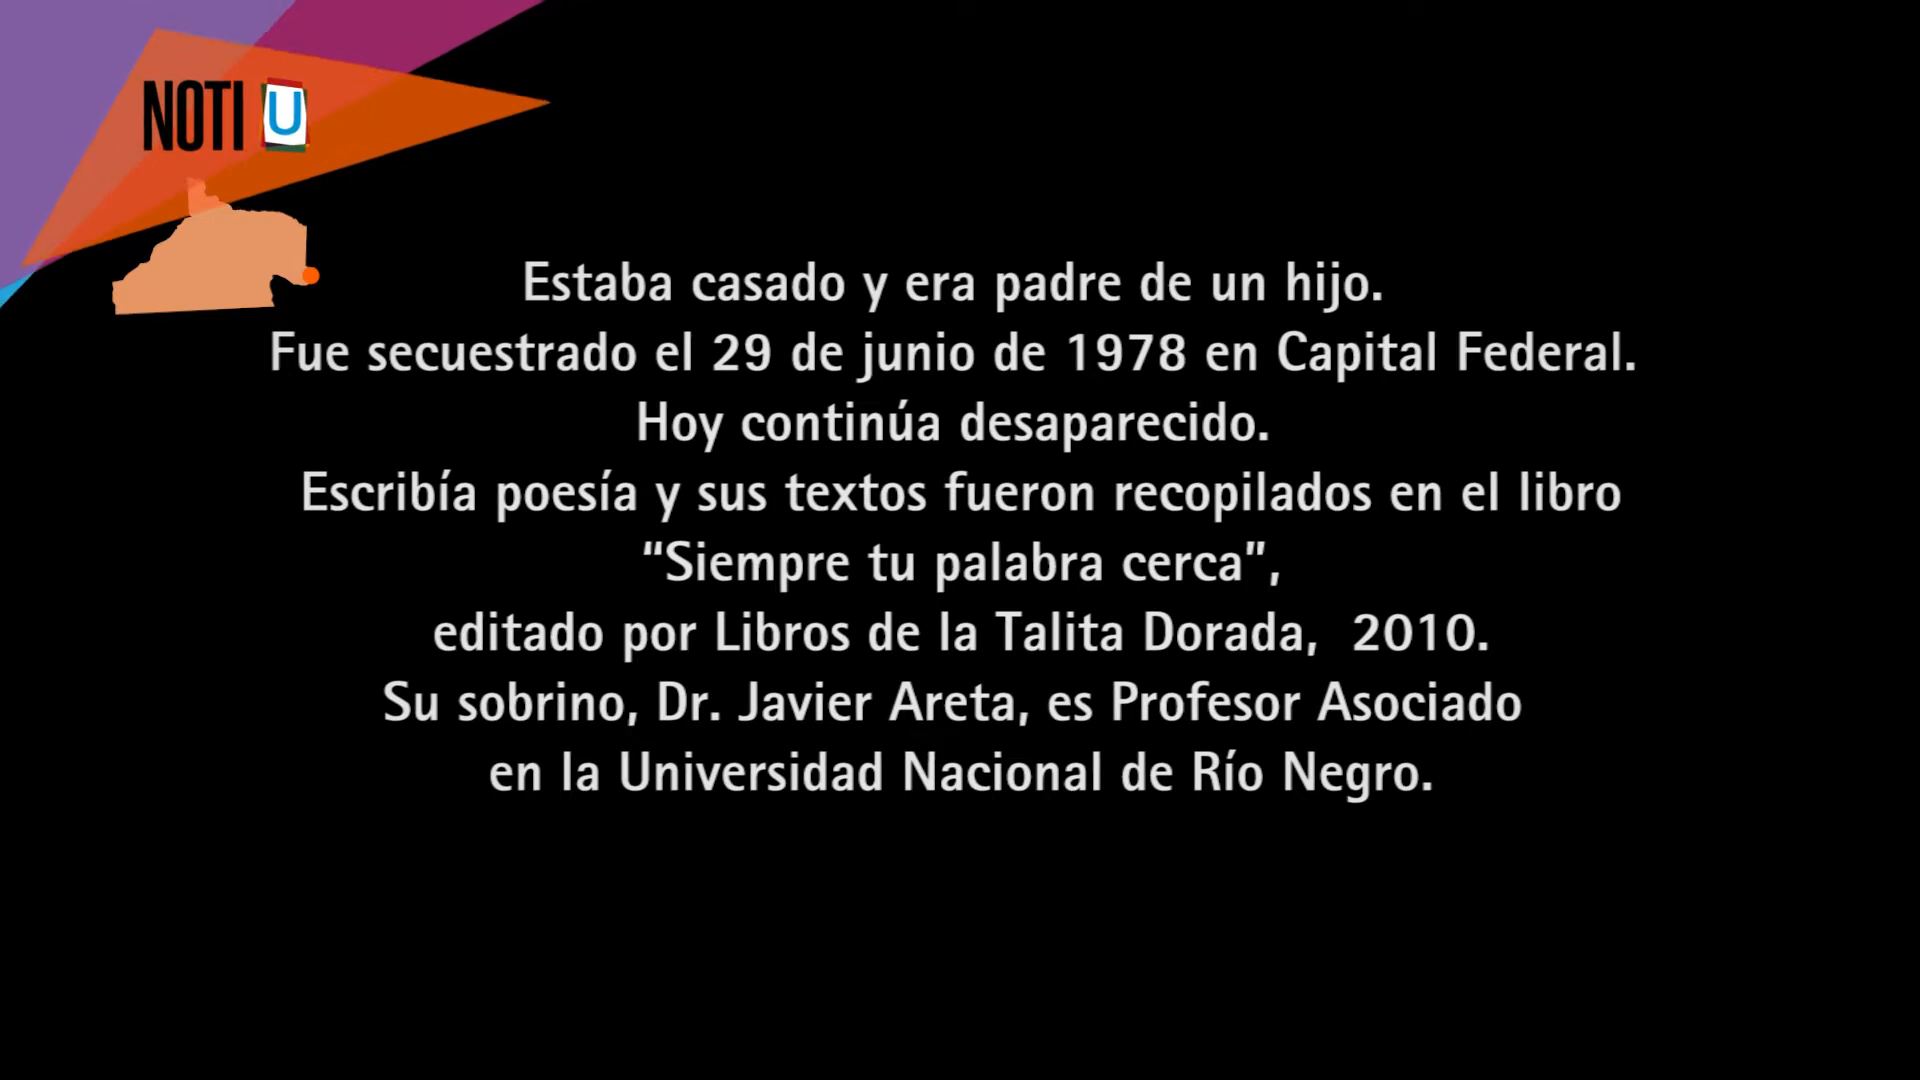 NOTI U
Estaba casado y era padre de un hijo.
Fue secuestrado el 29 de junio de 1978 en Capital Federal.
Hoy continúa desaparecido.
Escribía poesía y sus textos fueron recopilados en el libro
“Siempre tu palabra cerca”,
editado por Libros de la Talita Dorada,  2010.
Su sobrino, Dr. Javier Areta, es Profesor Asociado
en la Universidad Nacional de Río Negro.